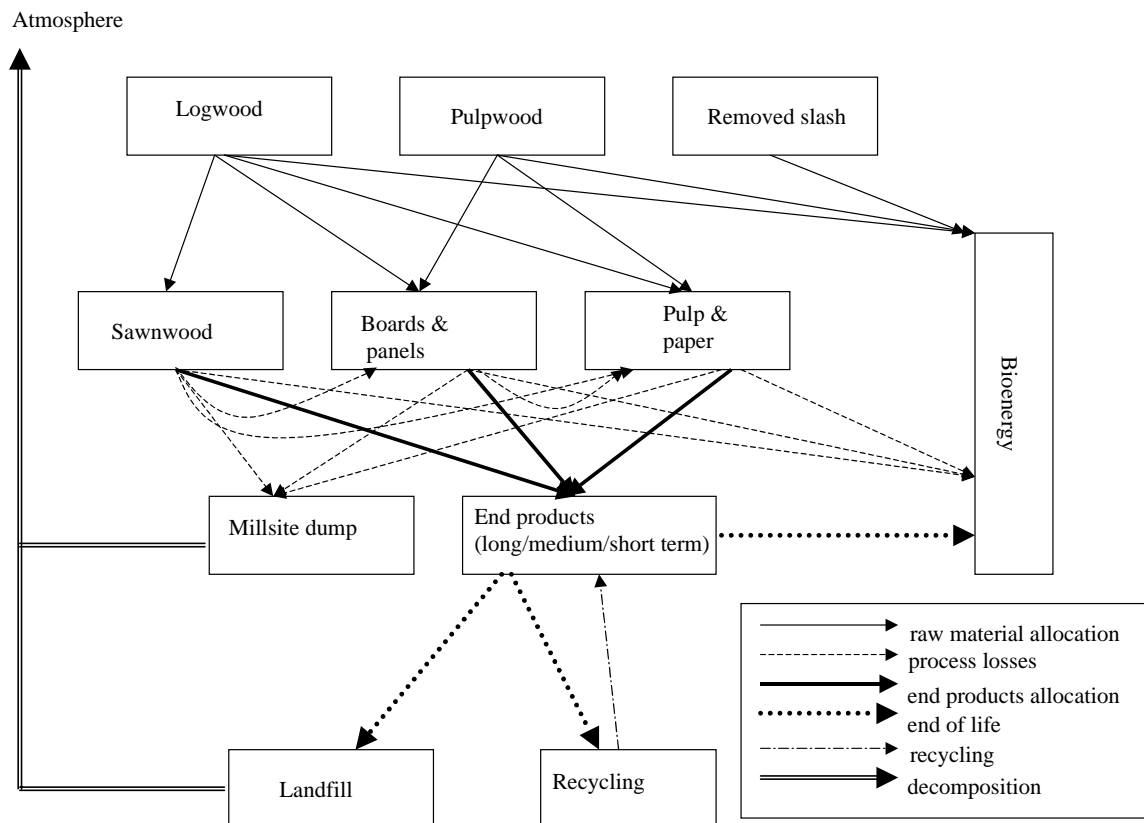 Atmosphere
Logwood
Pulpwood
Removed slash
Sawnwood
Boards &
panels
Pulp &
paper
Bioenergy
Millsite dump
End products
(long/medium/short term)
Landfill
Recycling
raw material allocation
process losses
end products allocation
end of life
recycling
decomposition